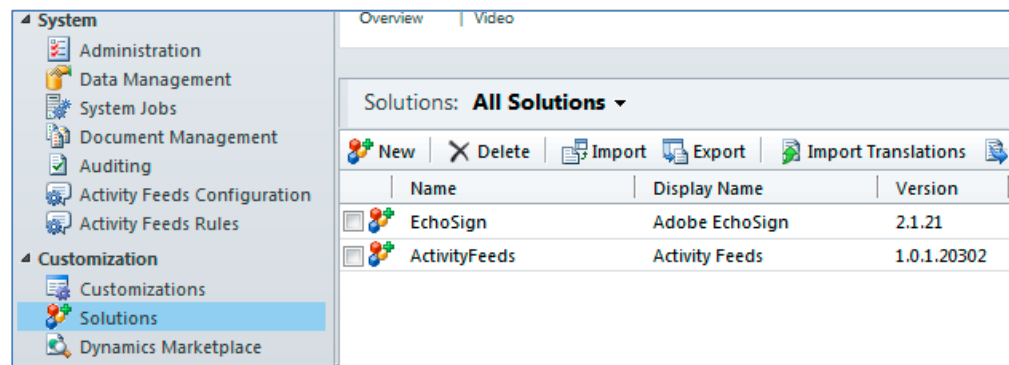 System
Administration
Data Management
System Jobs
Document Management
Auditing
Activity Feeds Configuration
Activity Feeds Rules
Customization
Customizations
Solutions
Dynamics Marketplace
Overview | Video
Solutions: All Solutions
New Delete Import Export Import Translations
Name Display Name Version
EchoSign Adobe EchoSign 2.1.21
ActivityFeeds Activity Feeds 1.0.1.20302